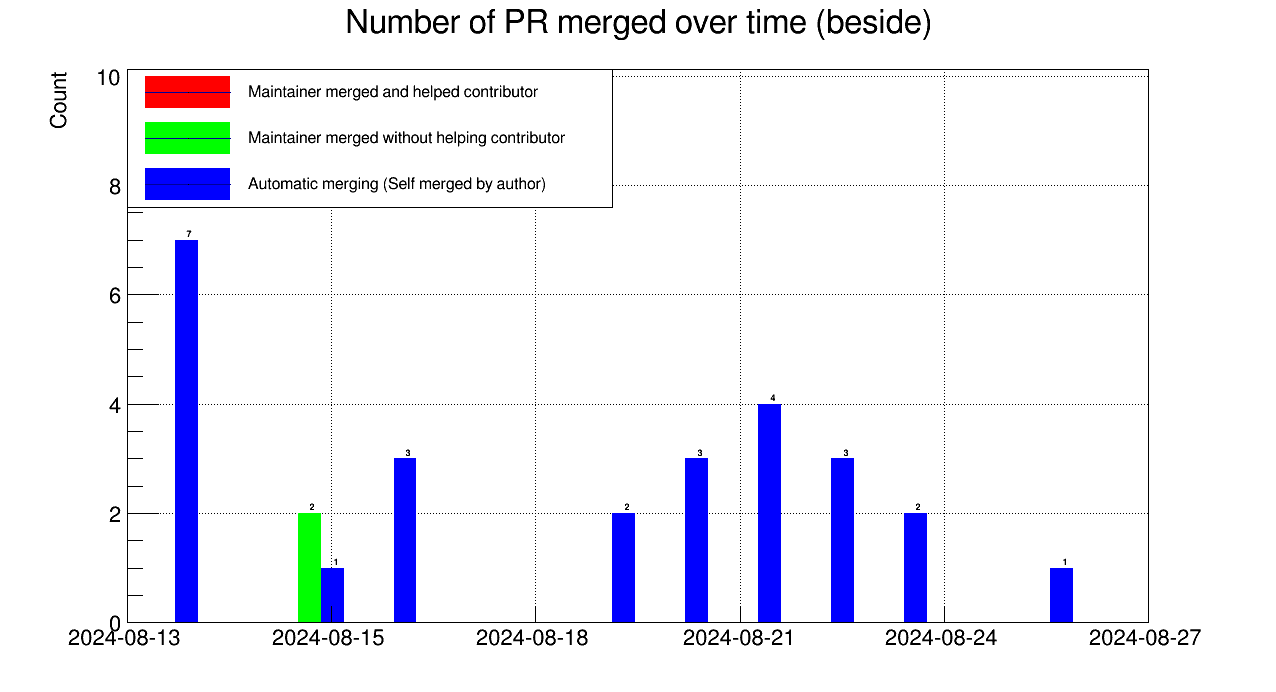 Number of PR merged over time (beside)
Count
10
8
6
4
2
0
Maintainer merged and helped contributor
Maintainer merged without helping contributor
Automatic merging (Self merged by author)
7
2
1
3
2
3
4
3
2
1
2024-08-13 2024-08-15 2024-08-18 2024-08-21 2024-08-24 2024-08-27